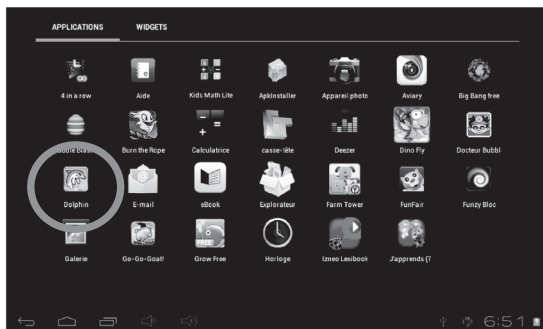 APPLICATIONS WIDGETS
4 in a row Aide Kids Math Lite ApkInstaller Appareil photo Aviary Big Bang free
Burn the Rope Calculatrice casse-tête Deezer Dino Fly Docteur Bubbl
Dolphin E-mail eBook Explorateur Farm Tower FunFair Funzy Bloc
FREE
Galerie Go-Go-Goat! Grow Free Horloge Izneo Lexibook J'apprends (7
6:51